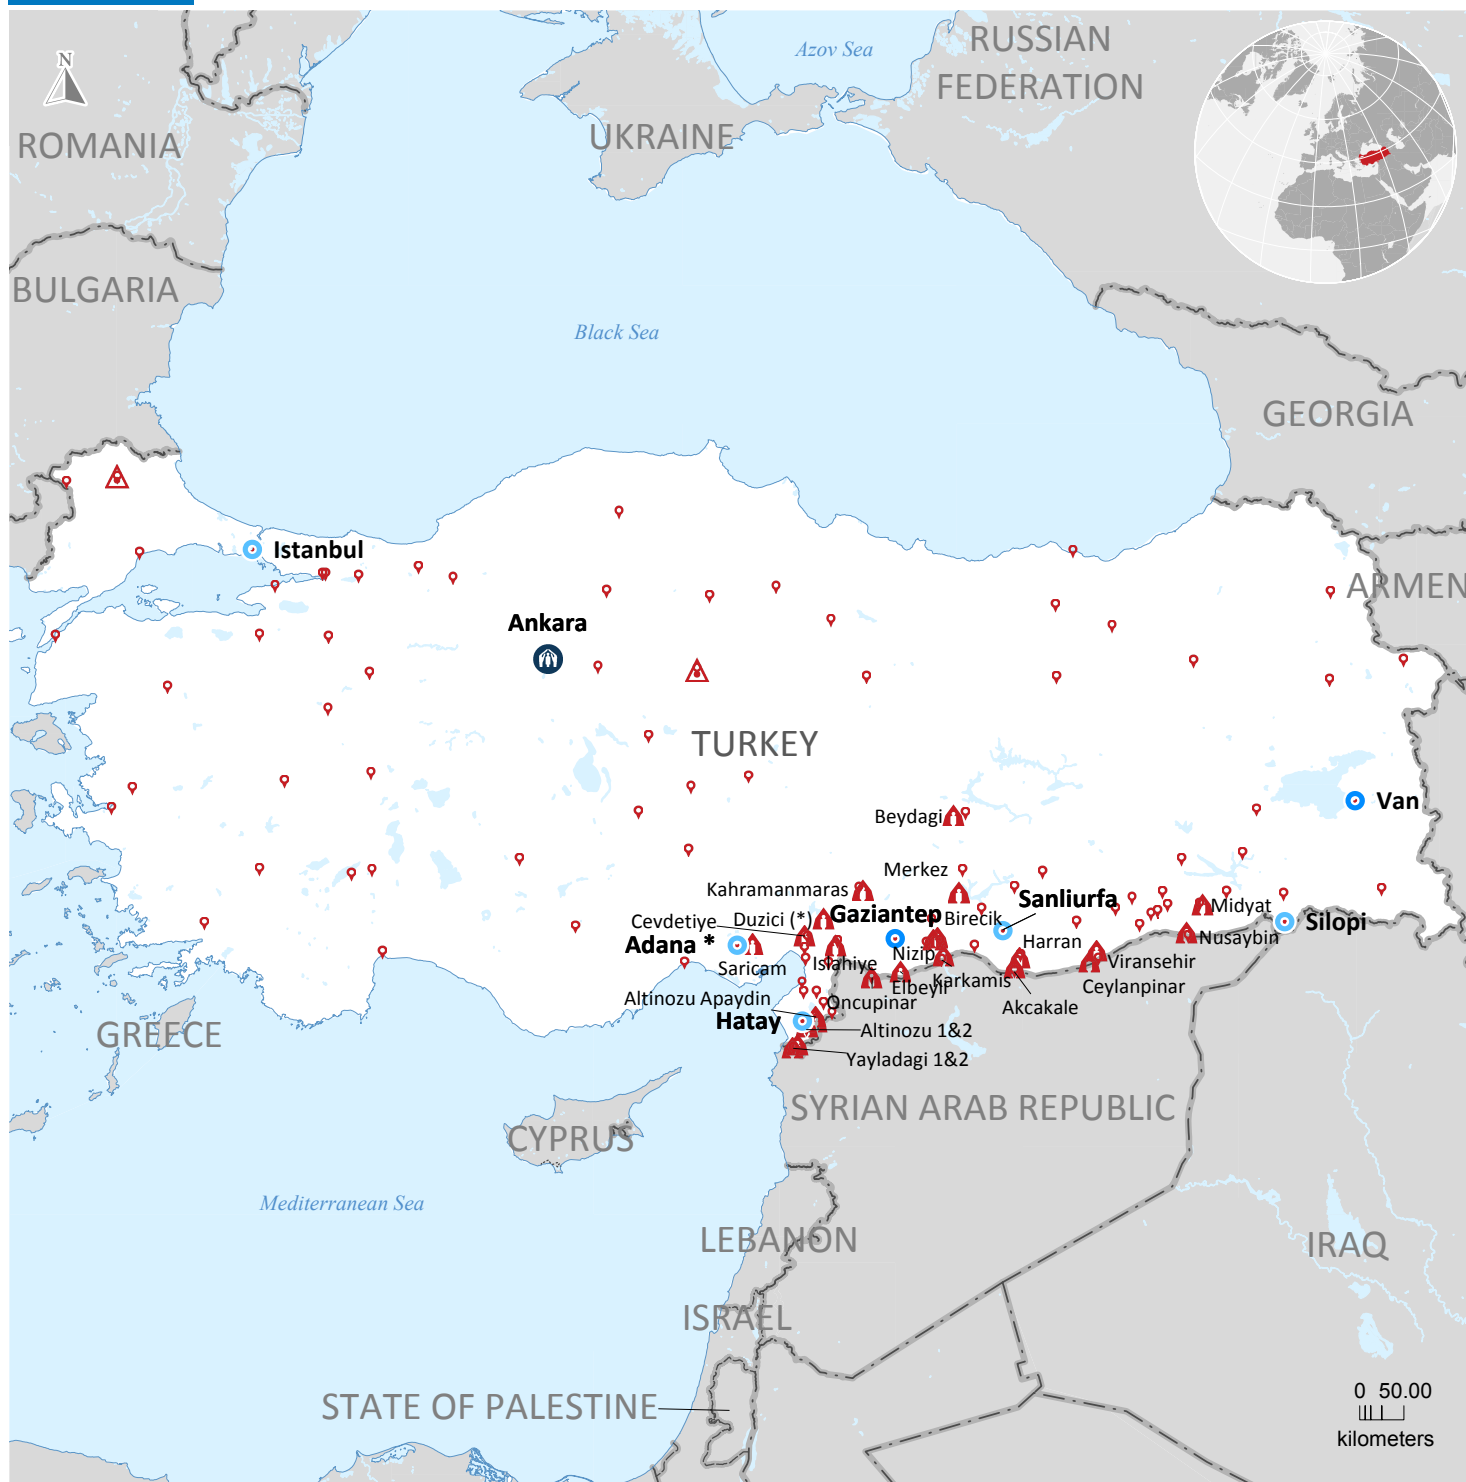 Azov Sea
RUSSIAN
FEDERATION
N
ROMANIA
UKRAINE
BULGARIA
Black Sea
GEORGIA
Istanbul
ARMEN
Ankara
TURKEY
Van
Beydagi
Merkez
Kahramanmaras
Sanliurfa
Midyat
Cevdetiye
Duzici (*)
Gaziantep
Birecik
Silopi
Adana *
Nusaybin
Harran
Nizip
Viransehir
Saricam
Islahiye
Elbeyli
Karkamis
Ceylanpinar
Akcakale
Altinozu Apaydin
Oncupinar
Hatay
Altinozu 1&2
GREECE
Yayladagi 1&2
SYRIAN ARAB REPUBLIC
CYPRUS
Mediterranean Sea
LEBANON
IRAQ
ISRAEL
STATE OF PALESTINE
0 50.00
kilometers